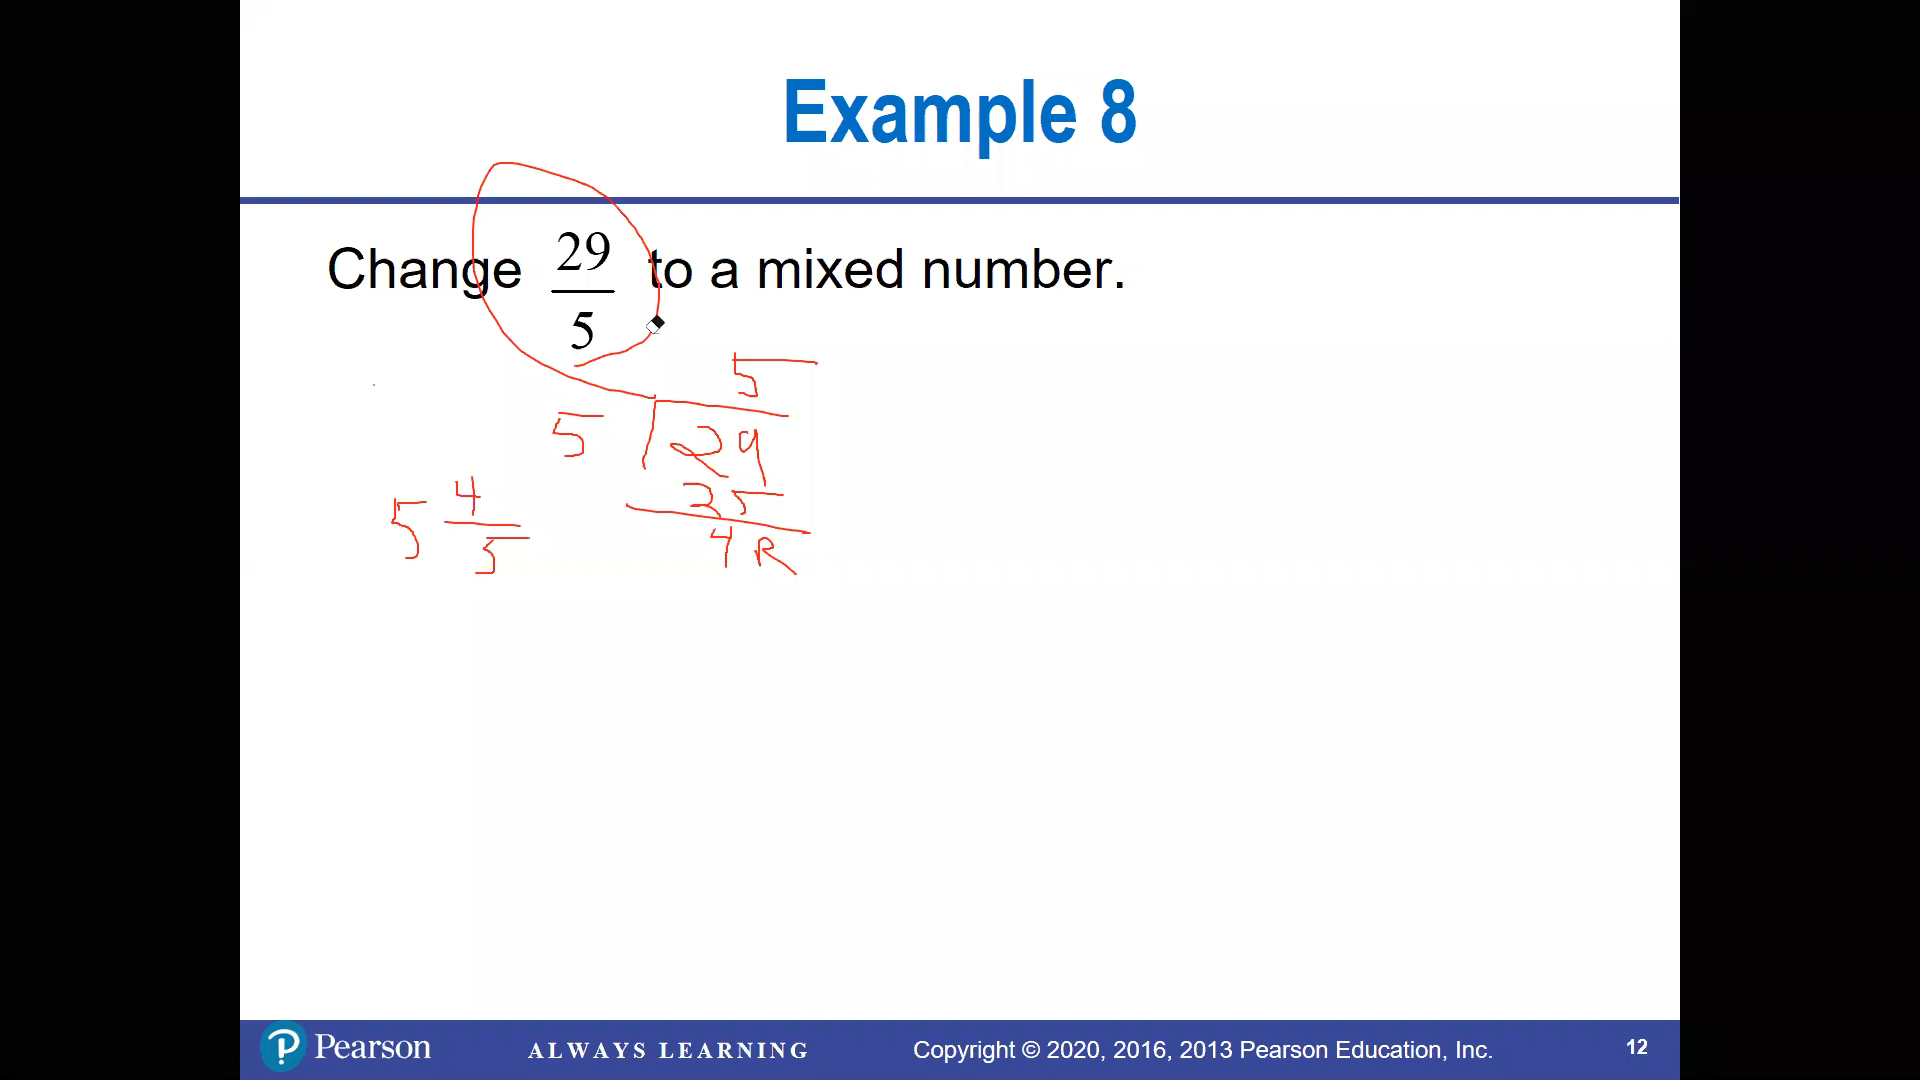 Example 8
Change 29/5 to a mixed number.
5
5 29
25
4 R
5 4/5
Pearson
ALWAYS LEARNING
Copyright © 2020, 2016, 2013 Pearson Education, Inc.
12